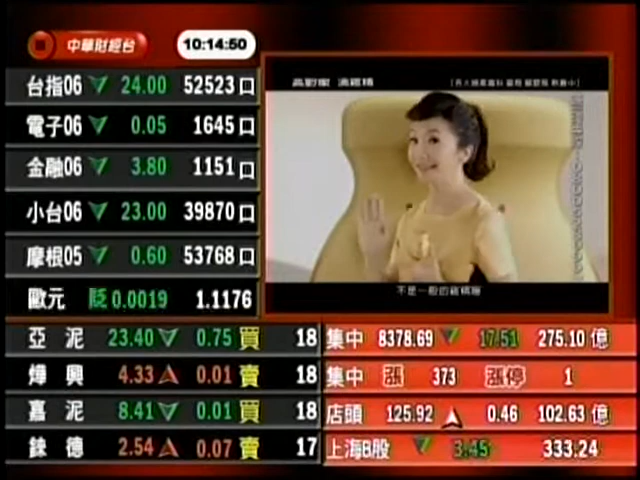 中華財經台 10:14:50
台指06 24.00 52523口
電子06 0.05 1645口
金融06 3.80 1151口
小台06 23.00 39870口
摩根05 0.60 53768口
歐元 貶0.0019 1.1176
不是一般的雞精喔
亞泥 23.40 0.75 買 18
燁興 4.33 0.01 賣 18
嘉泥 8.41 0.01 買 18
錸德 2.54 0.07 賣 17
集中 8378.69 17.51 275.10 億
集中 漲 373 漲停 1
店頭 125.92 0.46 102.63 億
上海B股 3.45 333.24